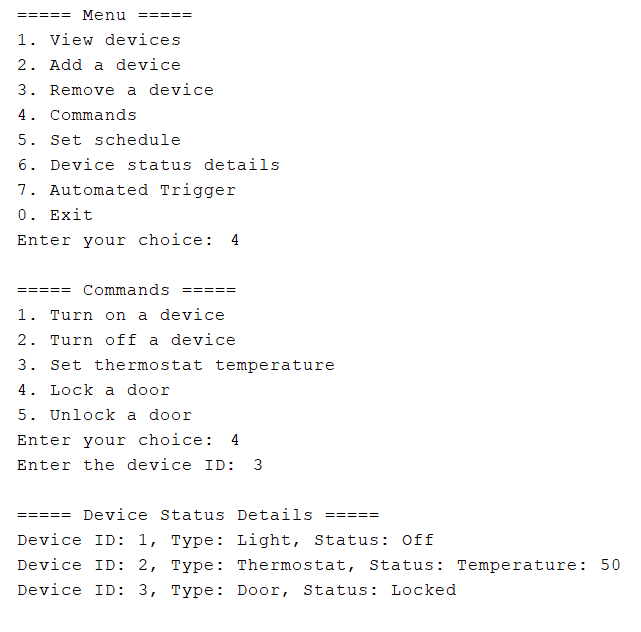 ===== Menu =====
1. View devices
2. Add a device
3. Remove a device
4. Commands
5. Set schedule
6. Device status details
7. Automated Trigger
0. Exit
Enter your choice: 4
===== Commands =====
1. Turn on a device
2. Turn off a device
3. Set thermostat temperature
4. Lock a door
5. Unlock a door
Enter your choice: 4
Enter the device ID: 3
===== Device Status Details =====
Device ID: 1, Type: Light, Status: Off
Device ID: 2, Type: Thermostat, Status: Temperature: 50
Device ID: 3, Type: Door, Status: Locked